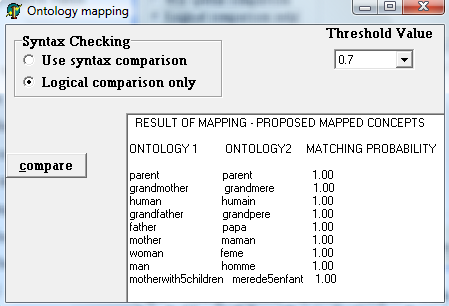 Ontology mapping
Syntax Checking
Use syntax comparison
Logical comparison only
Threshold Value
0.7
compare
RESULT OF MAPPING - PROPOSED MAPPED CONCEPTS
ONTOLOGY 1 ONTOLOGY2 MATCHING PROBABILITY
parent parent 1.00
grandmother grandmere 1.00
human humain 1.00
grandfather grandpere 1.00
father papa 1.00
mother maman 1.00
woman feme 1.00
man homme 1.00
motherwith5children merede5enfant 1.00